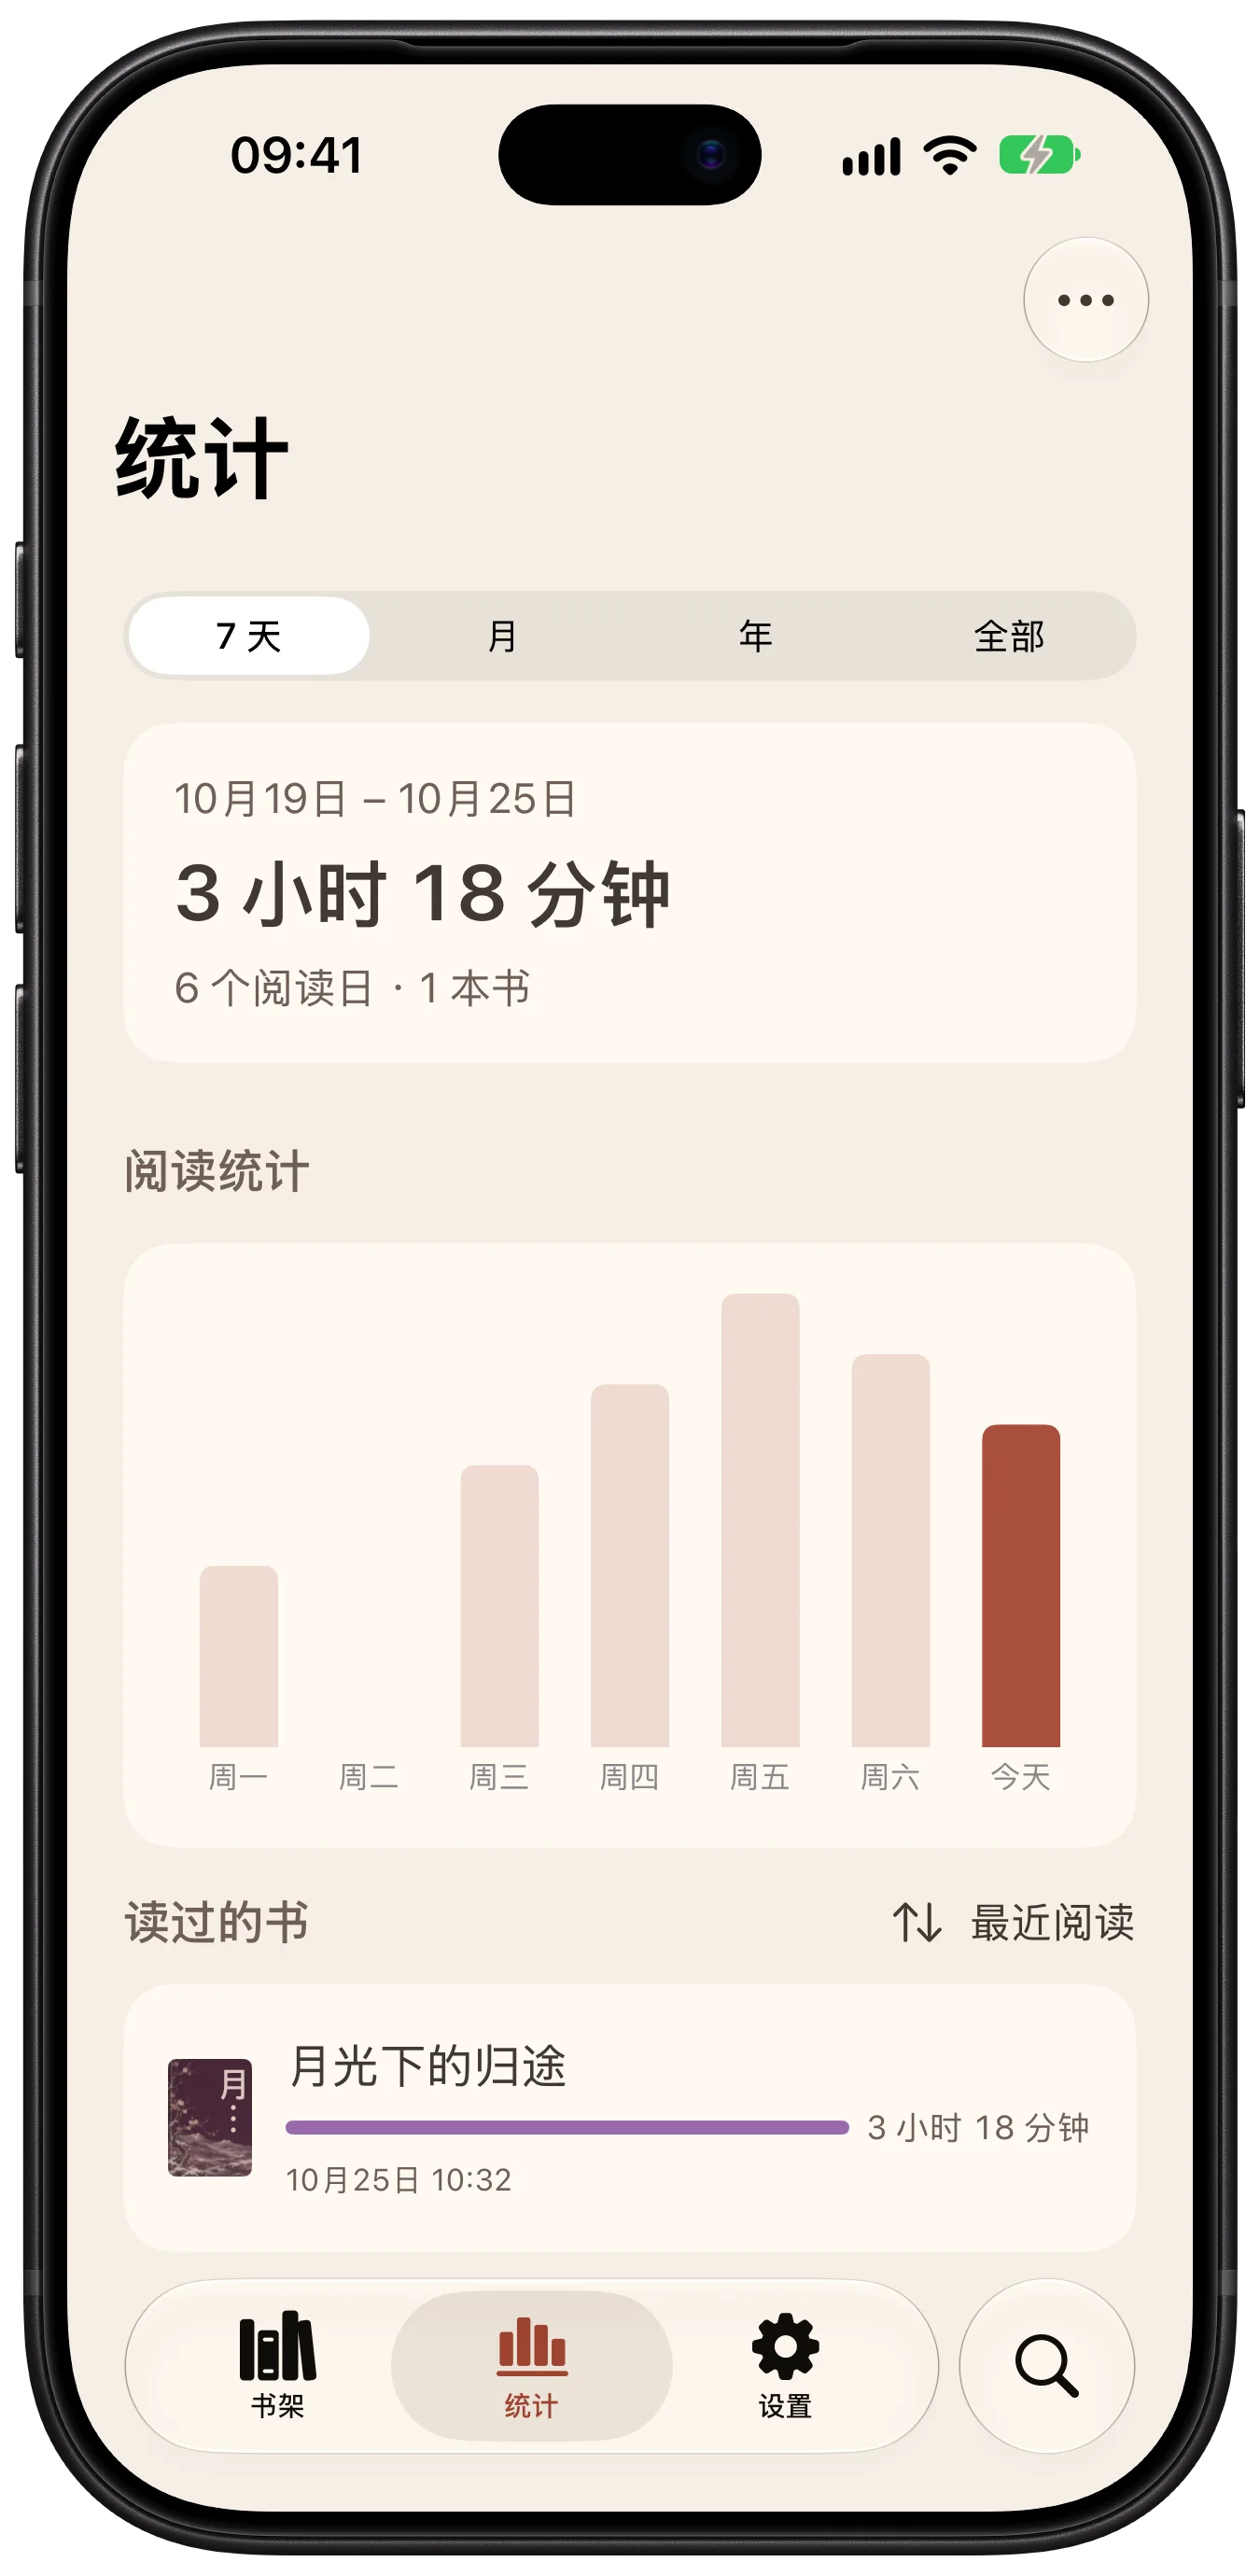 09:41
统计
7 天 月 年 全部
10月19日 – 10月25日
3 小时 18 分钟
6 个阅读日 · 1 本书
阅读统计
周一 周二 周三 周四 周五 周六 今天
读过的书 最近阅读
月…
月光下的归途
3 小时 18 分钟
10月25日 10:32
书架 统计 设置